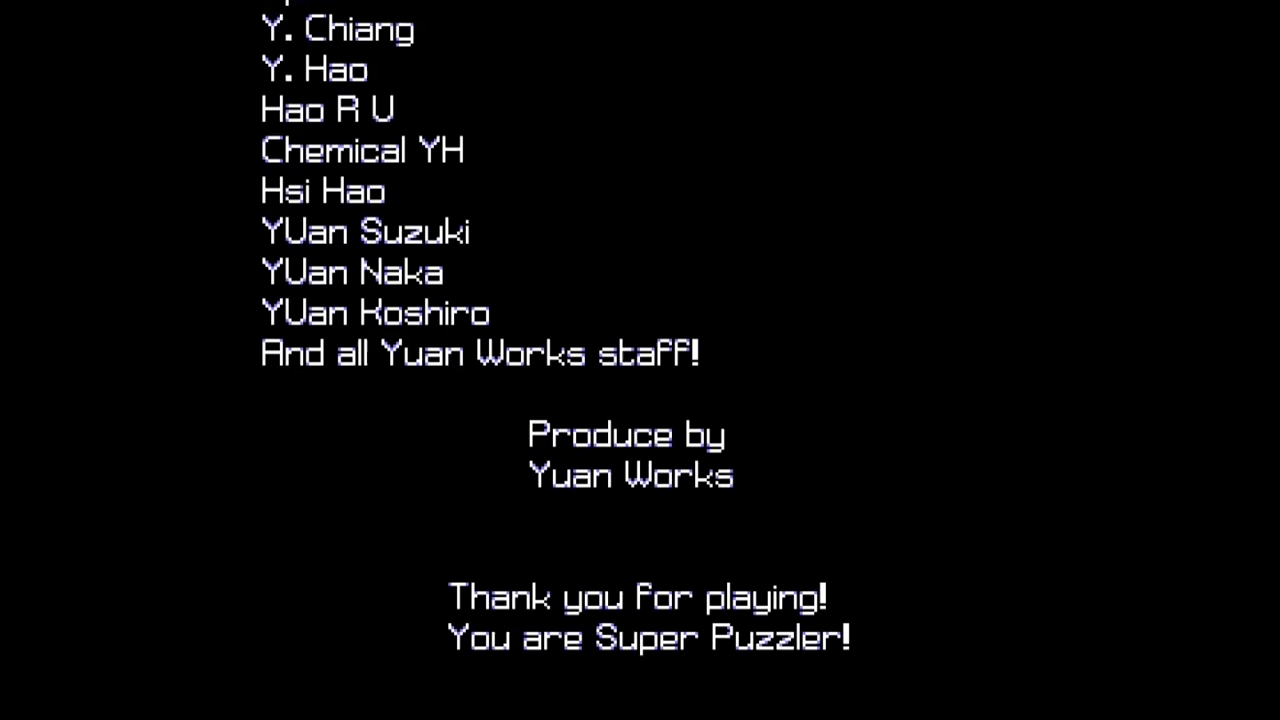 Y. Chiang
Y. Hao
Hao R U
Chemical YH
Hsi Hao
YUan Suzuki
YUan Naka
YUan Koshiro
And all Yuan Works staff!
Produce by
Yuan Works
Thank you for playing!
You are Super Puzzler!